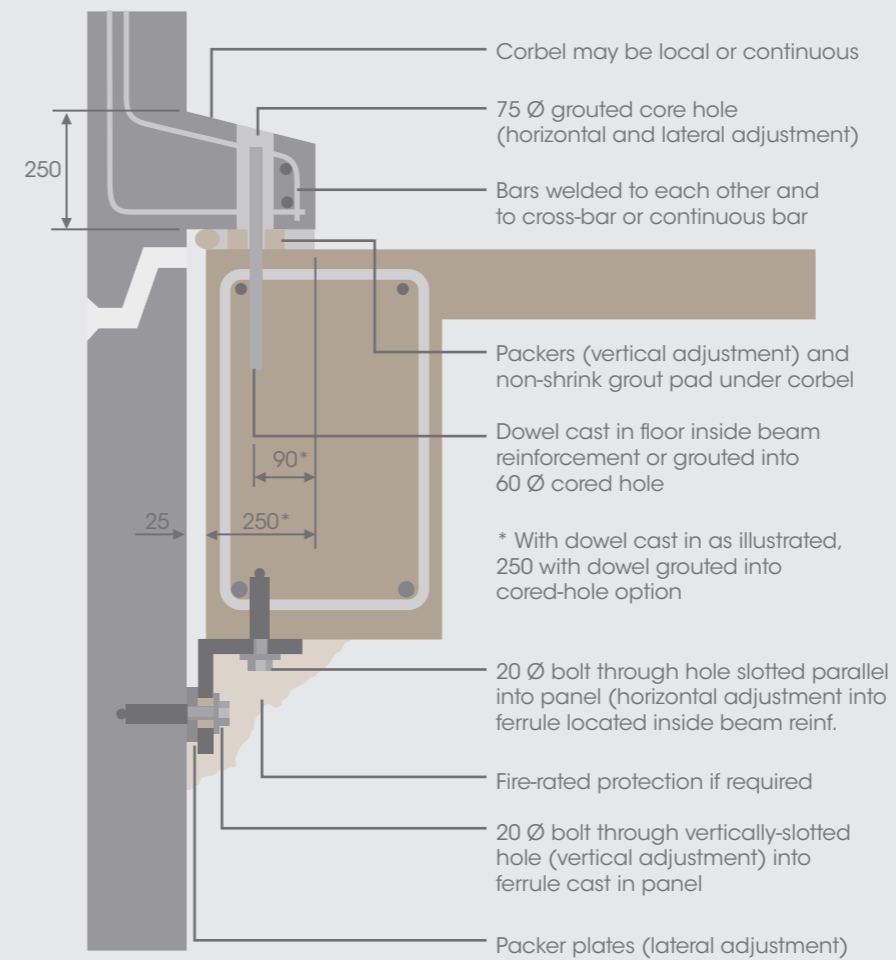 Corbel may be local or continuous
75 Ø grouted core hole
(horizontal and lateral adjustment)
250
Bars welded to each other and
to cross-bar or continuous bar
Packers (vertical adjustment) and
non-shrink grout pad under corbel
Dowel cast in floor inside beam
reinforcement or grouted into
60 Ø cored hole
90*
25
250*
* With dowel cast in as illustrated,
250 with dowel grouted into
cored-hole option
20 Ø bolt through hole slotted parallel
into panel (horizontal adjustment into
ferrule located inside beam reinf.
Fire-rated protection if required
20 Ø bolt through vertically-slotted
hole (vertical adjustment) into
ferrule cast in panel
Packer plates (lateral adjustment)